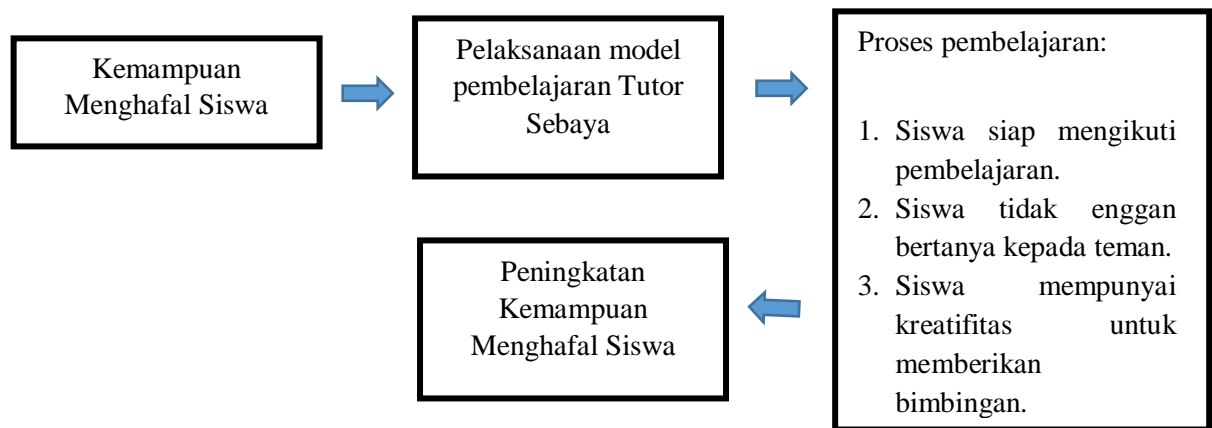 Kemampuan
Menghafal Siswa
Pelaksanaan model
pembelajaran Tutor
Sebaya
Proses pembelajaran:
1. Siswa siap mengikuti
pembelajaran.
2. Siswa tidak enggan
bertanya kepada teman.
3. Siswa mempunyai
kreatifitas untuk
memberikan
bimbingan.
Peningkatan
Kemampuan
Menghafal Siswa